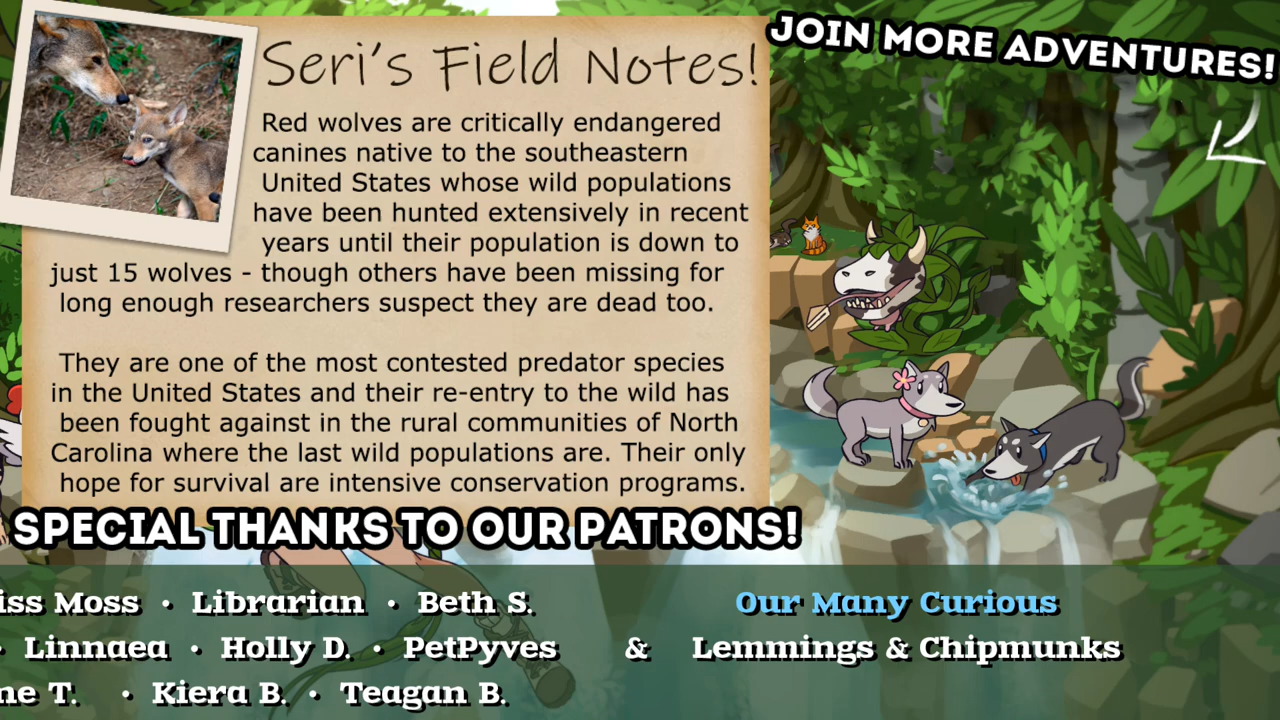 Seri's Field Notes!
JOIN MORE ADVENTURES!
Red wolves are critically endangered
canines native to the southeastern
United States whose wild populations
have been hunted extensively in recent
years until their population is down to
just 15 wolves - though others have been missing for
long enough researchers suspect they are dead too.
They are one of the most contested predator species
in the United States and their re-entry to the wild has
been fought against in the rural communities of North
Carolina where the last wild populations are. Their only
hope for survival are intensive conservation programs.
SPECIAL THANKS TO OUR PATRONS!
iss Moss • Librarian • Beth S.
Our Many Curious
• Linnaea • Holly D. • PetPyves & Lemmings & Chipmunks
ne T. • Kiera B. • Teagan B.